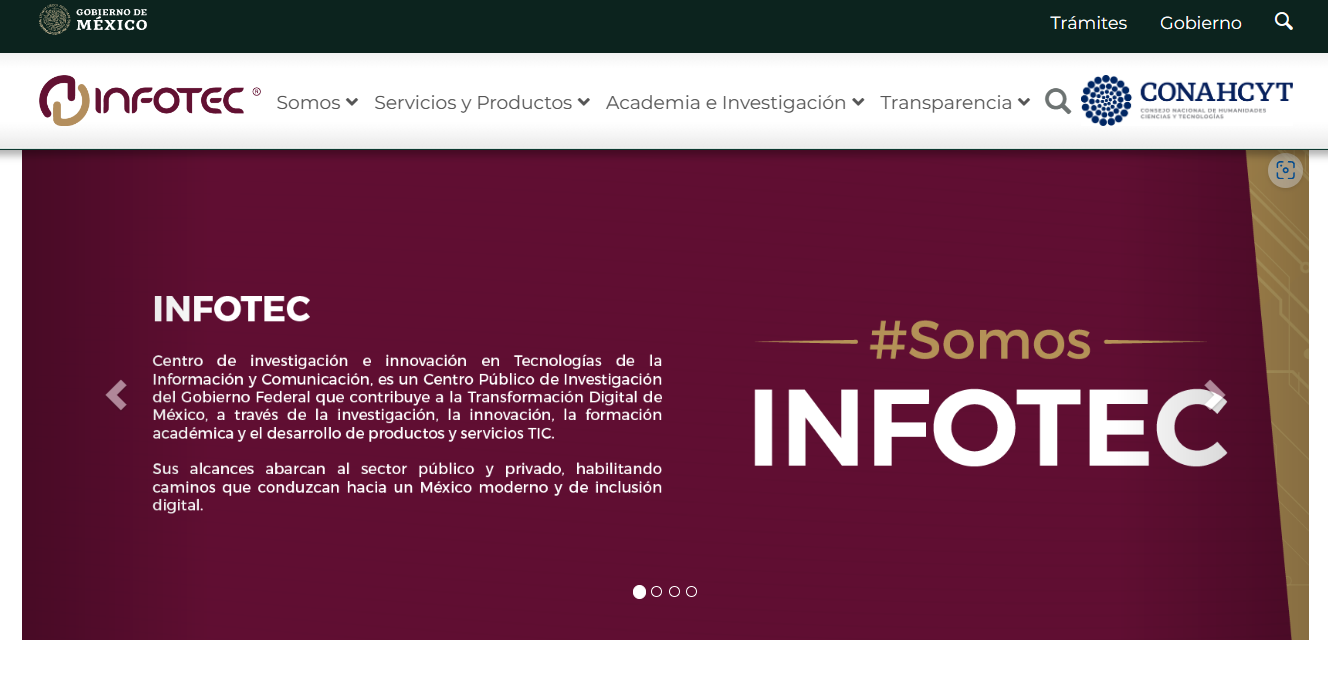 GOBIERNO DE
MÉXICO
Trámites
Gobierno
INFOTEC ®
Somos
Servicios y Productos
Academia e Investigación
Transparencia
CONAHCYT
CONSEJO NACIONAL DE HUMANIDADES
CIENCIAS Y TECNOLOGÍAS
INFOTEC
Centro de investigación e innovación en Tecnologías de la
Información y Comunicación, es un Centro Público de Investigación
del Gobierno Federal que contribuye a la Transformación Digital de
México, a través de la investigación, la innovación, la formación
académica y el desarrollo de productos y servicios TIC.
Sus alcances abarcan al sector público y privado, habilitando
caminos que conduzcan hacia un México moderno y de inclusión
digital.
#Somos
INFOTEC